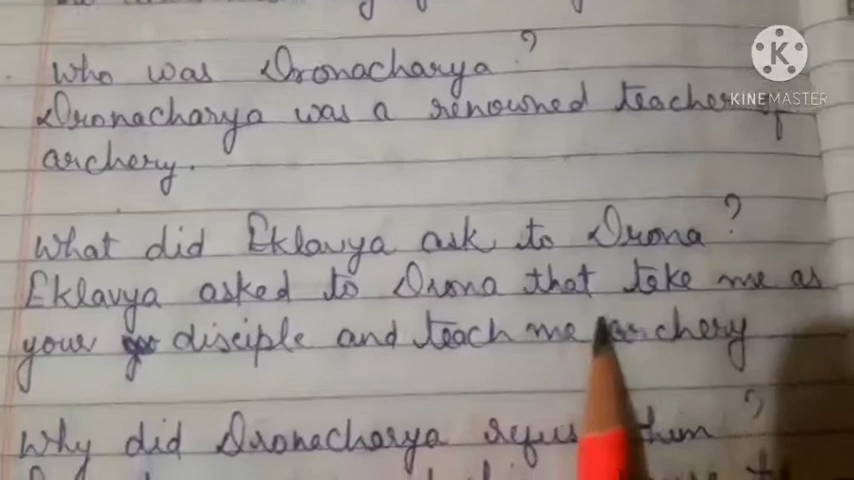 Who was Dronacharya?
K
KINEMASTER
Dronacharya was a renowned teacher of
archery.
What did Eklavya ask to Drona?
Eklavya asked to Drona that take me as
your disciple and teach me archery
Why did Dronacharya refuse them?